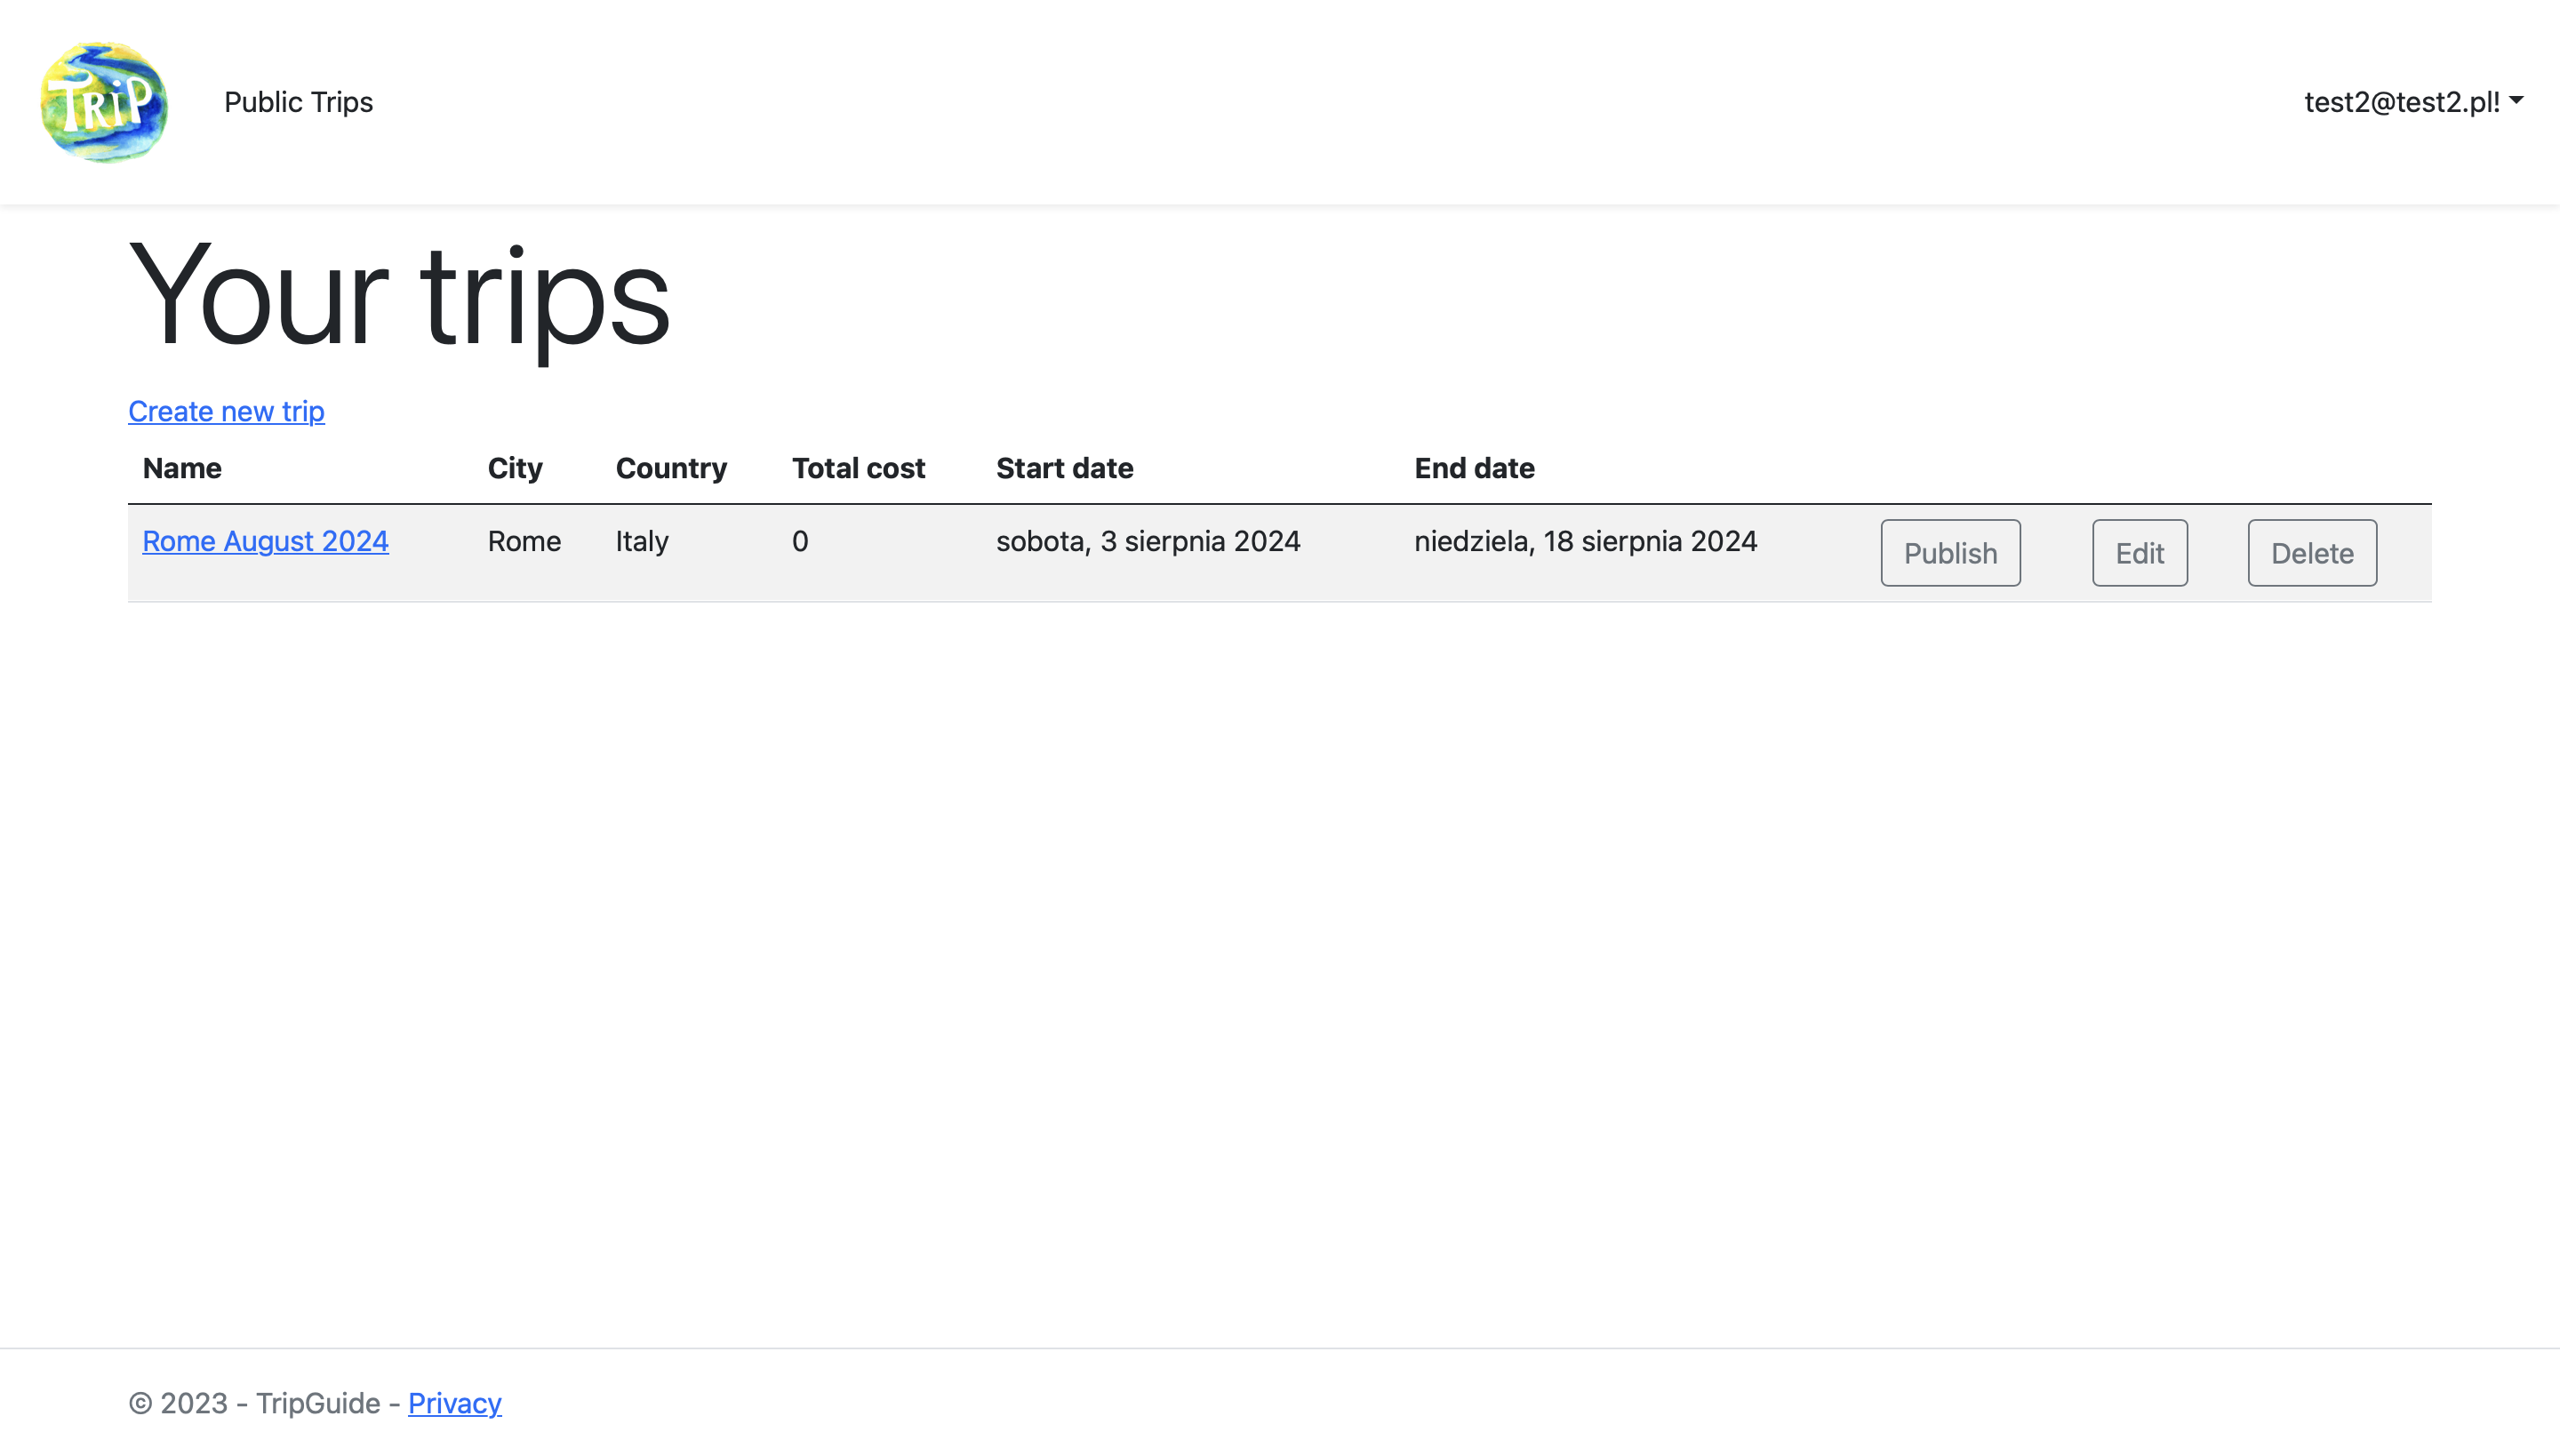 TRiP
Public Trips
test2@test2.pl!
Your trips
Create new trip
Name City Country Total cost Start date End date
Rome August 2024 Rome Italy 0 sobota, 3 sierpnia 2024 niedziela, 18 sierpnia 2024 Publish Edit Delete
© 2023 - TripGuide - Privacy